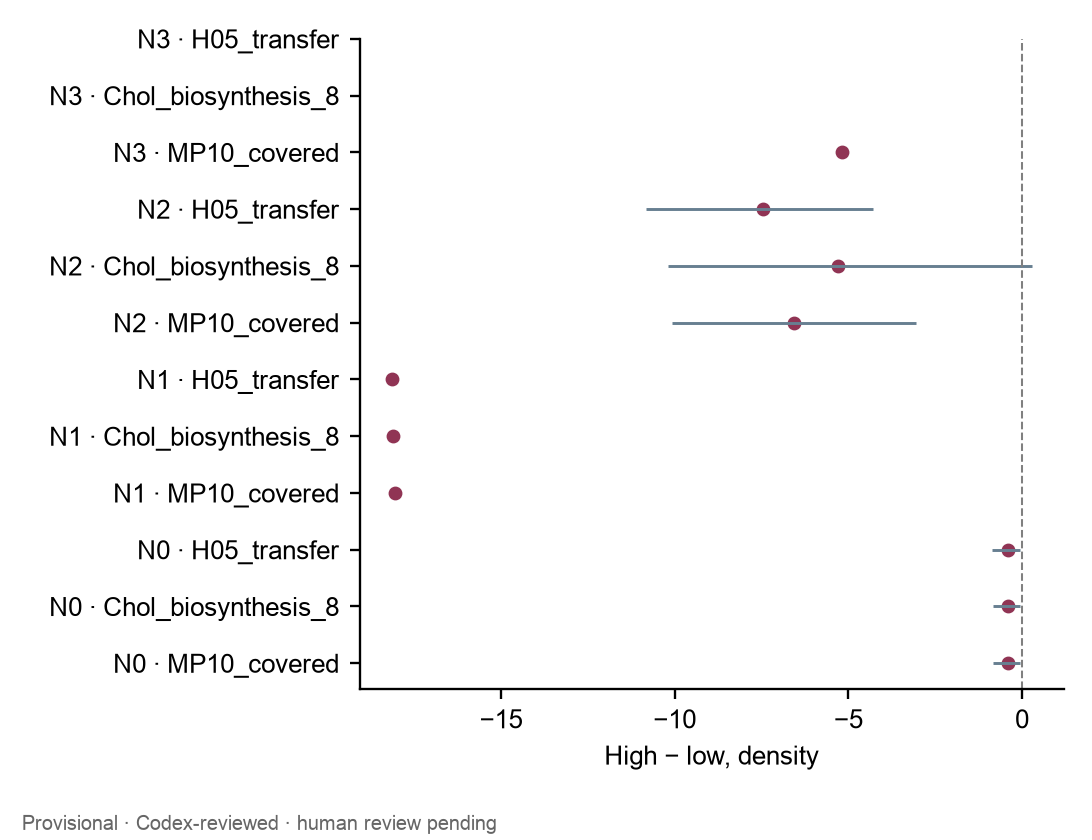 N3 · H05_transfer
N3 · Chol_biosynthesis_8
N3 · MP10_covered
N2 · H05_transfer
N2 · Chol_biosynthesis_8
N2 · MP10_covered
N1 · H05_transfer
N1 · Chol_biosynthesis_8
N1 · MP10_covered
N0 · H05_transfer
N0 · Chol_biosynthesis_8
N0 · MP10_covered
−15 −10 −5 0
High − low, density
Provisional · Codex-reviewed · human review pending